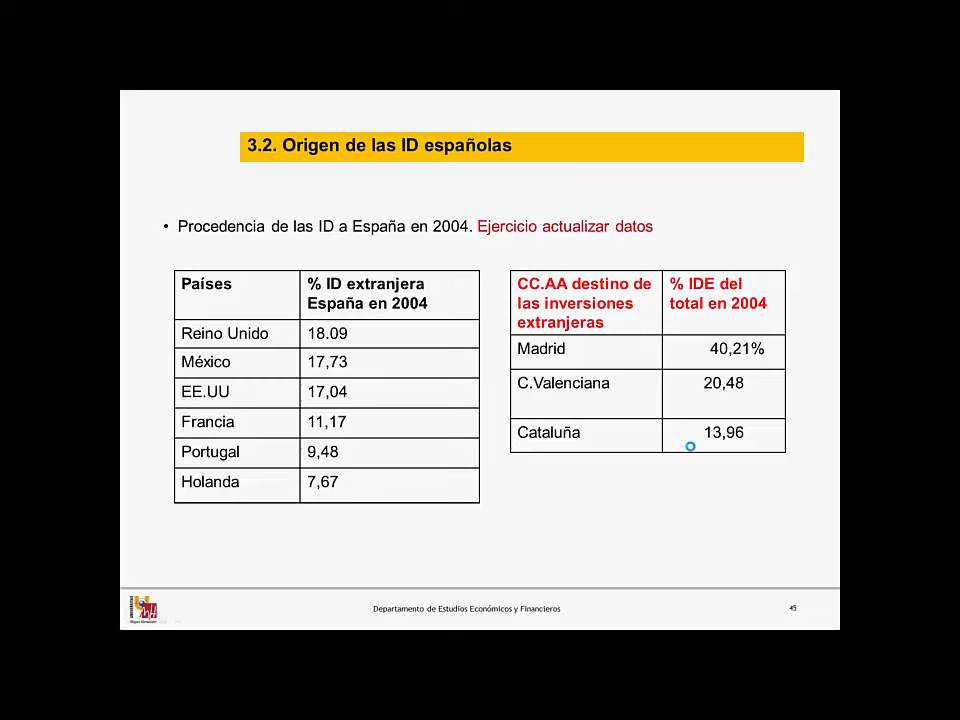 3.2. Origen de las ID españolas
• Procedencia de las ID a España en 2004. Ejercicio actualizar datos
Países
% ID extranjera
España en 2004
Reino Unido 18.09
México 17,73
EE.UU 17,04
Francia 11,17
Portugal 9,48
Holanda 7,67
CC.AA destino de
las inversiones
extranjeras
% IDE del
total en 2004
Madrid 40,21%
C.Valenciana 20,48
Cataluña 13,96
Departamento de Estudios Económicos y Financieros
45